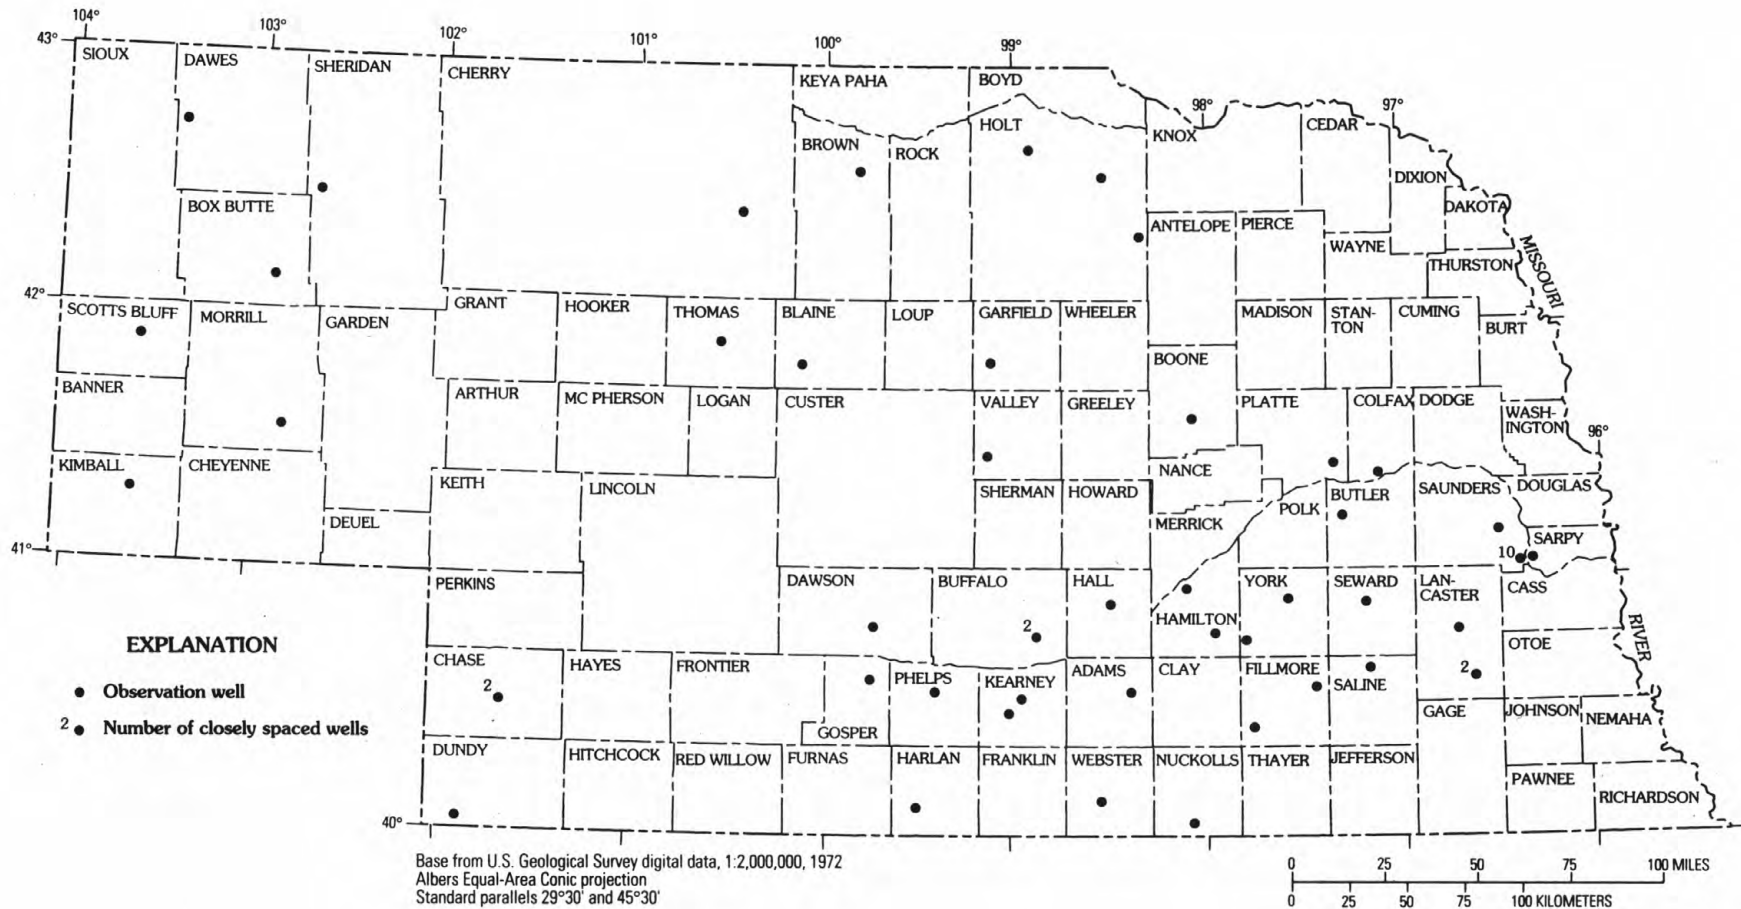 104°
103°
102°
101°
100°
99°
98°
97°
96°
43°
42°
41°
40°
SIOUX
DAWES
SHERIDAN
CHERRY
KEYA PAHA
BOYD
BROWN
ROCK
HOLT
KNOX
CEDAR
DIXION
DAKOTA
BOX BUTTE
ANTELOPE
PIERCE
WAYNE
THURSTON
MISSOURI
SCOTTS BLUFF
MORRILL
GARDEN
GRANT
HOOKER
THOMAS
BLAINE
LOUP
GARFIELD
WHEELER
BOONE
MADISON
STAN-
TON
CUMING
BURT
BANNER
ARTHUR
MC PHERSON
LOGAN
CUSTER
VALLEY
GREELEY
PLATTE
COLFAX
DODGE
WASH-
INGTON
KIMBALL
CHEYENNE
DEUEL
KEITH
LINCOLN
SHERMAN
HOWARD
NANCE
MERRICK
POLK
BUTLER
SAUNDERS
DOUGLAS
SARPY
10
PERKINS
DAWSON
BUFFALO
2
HALL
HAMILTON
YORK
SEWARD
LAN-
CASTER
2
CASS
OTOE
RIVER
CHASE
2
HAYES
FRONTIER
GOSPER
PHELPS
KEARNEY
ADAMS
CLAY
FILLMORE
SALINE
GAGE
JOHNSON
NEMAHA
DUNDY
HITCHCOCK
RED WILLOW
FURNAS
HARLAN
FRANKLIN
WEBSTER
NUCKOLLS
THAYER
JEFFERSON
PAWNEE
RICHARDSON
EXPLANATION
Observation well
2 Number of closely spaced wells
Base from U.S. Geological Survey digital data, 1:2,000,000, 1972
Albers Equal-Area Conic projection
Standard parallels 29°30' and 45°30'
0 25 50 75 100 MILES
0 25 50 75 100 KILOMETERS